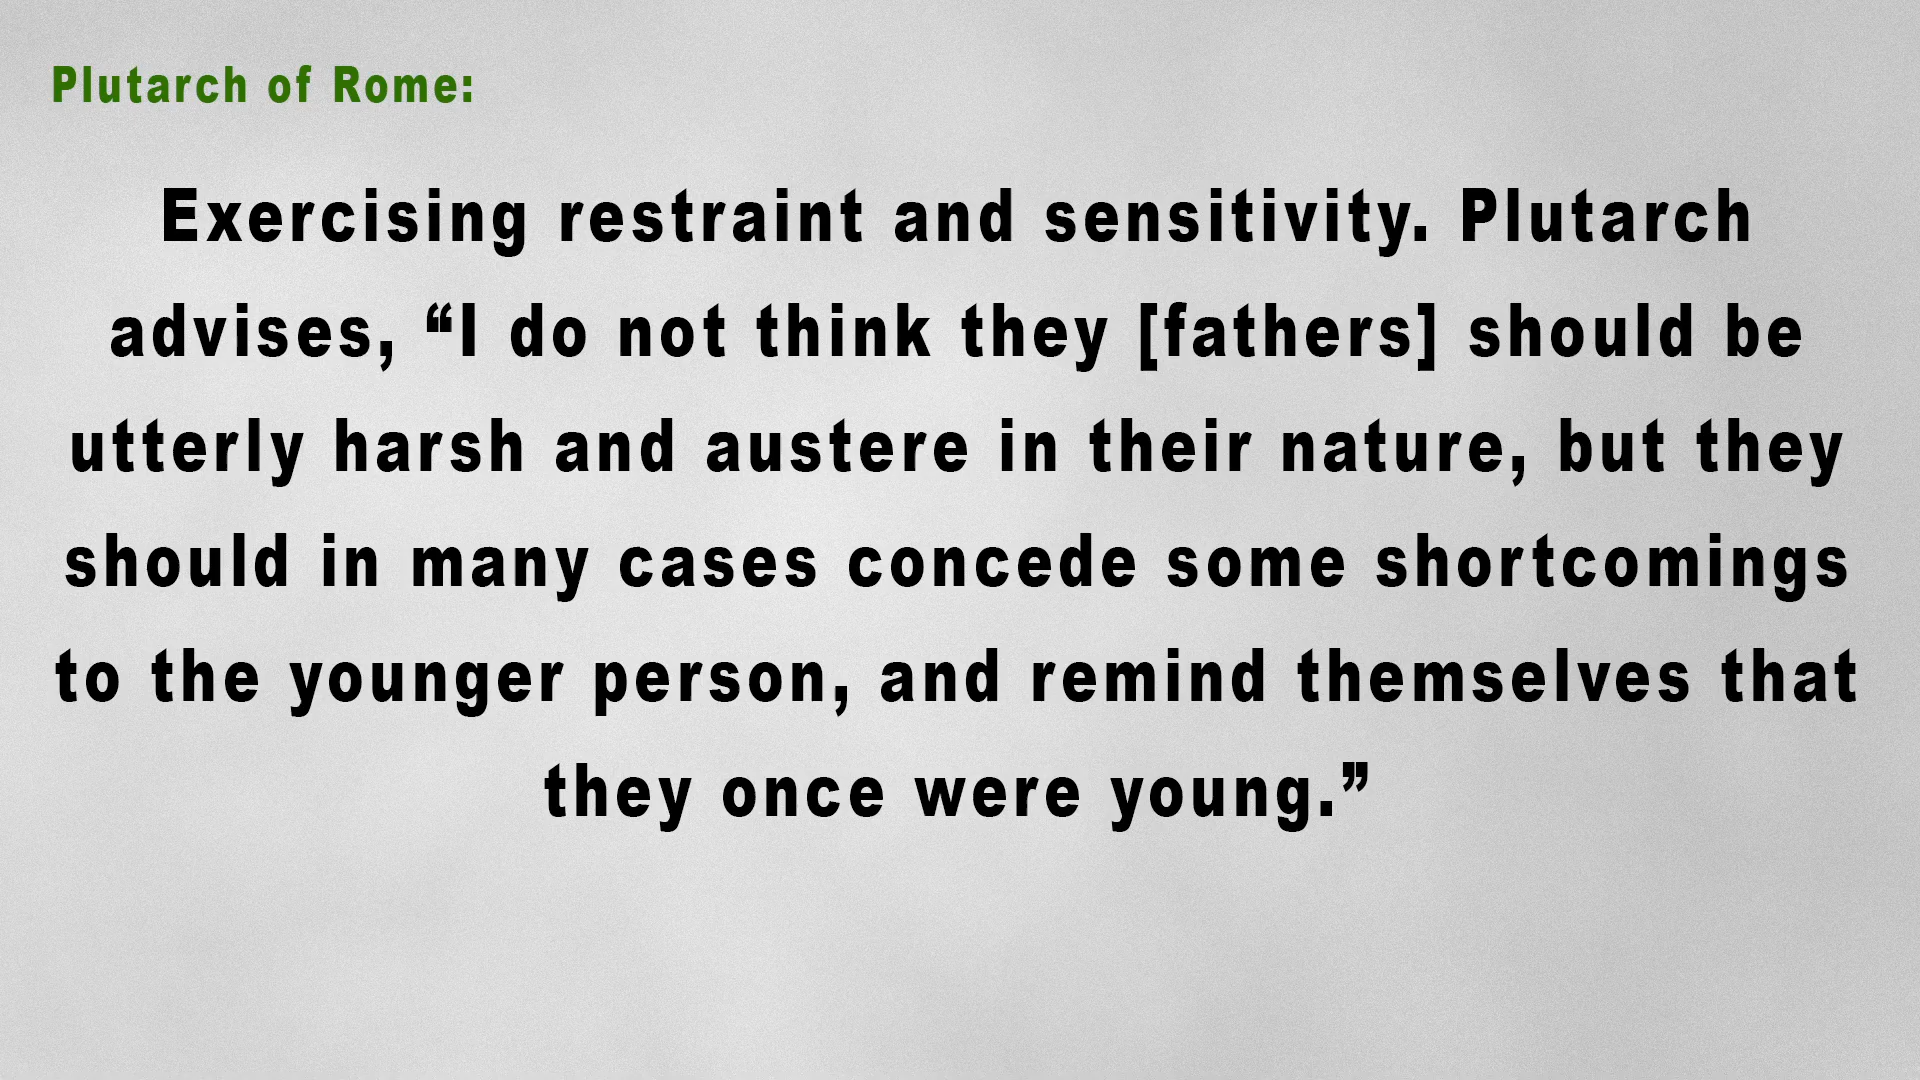 Plutarch of Rome:
Exercising restraint and sensitivity. Plutarch
advises, “I do not think they [fathers] should be
utterly harsh and austere in their nature, but they
should in many cases concede some shortcomings
to the younger person, and remind themselves that
they once were young.”